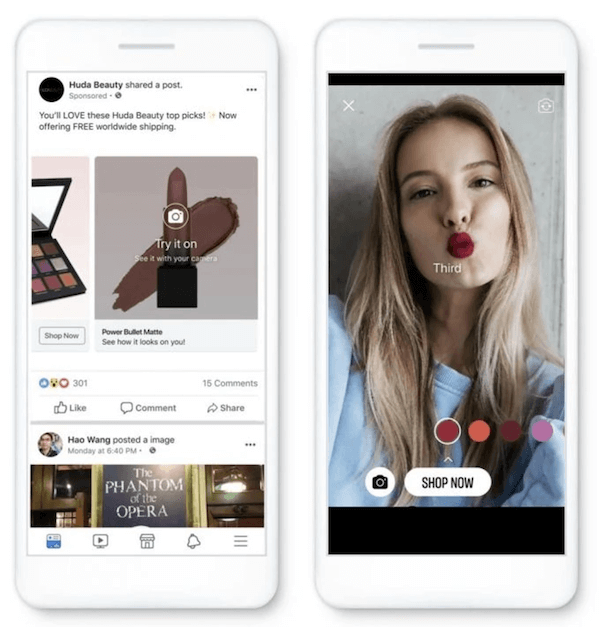 Huda Beauty shared a post.
Sponsored •
You'll LOVE these Huda Beauty top picks! ✨ Now
offering FREE worldwide shipping.
Try it on
See it with your camera
Shop Now
Power Bullet Matte
See how it looks on you!
301
15 Comments
Like
Comment
Share
Hao Wang posted a image
Monday at 6:40 PM •
The
PHANTOM
of the
OPERA
Third
SHOP NOW